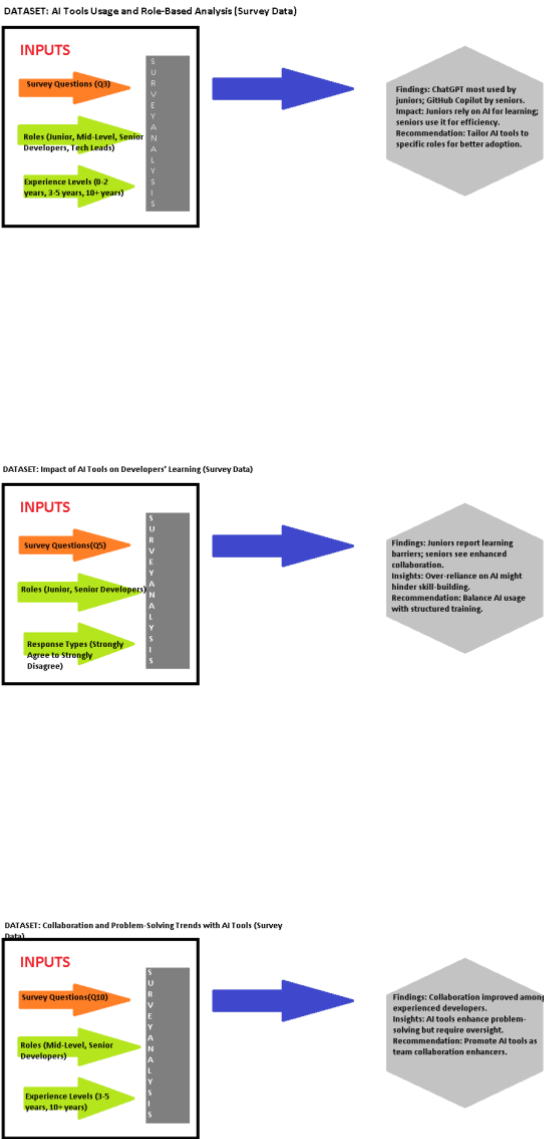 DATASET: AI Tools Usage and Role-Based Analysis (Survey Data)
INPUTS
Survey Questions (Q3)
Roles (Junior, Mid-Level, Senior
Developers, Tech Leads)
Experience Levels (0-2
years, 3-5 years, 10+ years)
SURVEYANALYSIS
Findings: ChatGPT most used by
juniors; GitHub Copilot by seniors.
Impact: Juniors rely on AI for learning;
seniors use it for efficiency.
Recommendation: Tailor AI tools to
specific roles for better adoption.
DATASET: Impact of AI Tools on Developers' Learning (Survey Data)
INPUTS
Survey Questions(Q5)
Roles (Junior, Senior Developers)
Response Types (Strongly
Agree to Strongly
Disagree)
SURVEYANALYSIS
Findings: Juniors report learning
barriers; seniors see enhanced
collaboration.
Insights: Over-reliance on AI might
hinder skill-building.
Recommendation: Balance AI usage
with structured training.
DATASET: Collaboration and Problem-Solving Trends with AI Tools (Survey
Data)
INPUTS
Survey Questions(Q10)
Roles (Mid-Level, Senior
Developers)
Experience Levels (3-5
years, 10+ years)
SURVEYANALYSIS
Findings: Collaboration improved among
experienced developers.
Insights: AI tools enhance problem-
solving but require oversight.
Recommendation: Promote AI tools as
team collaboration enhancers.